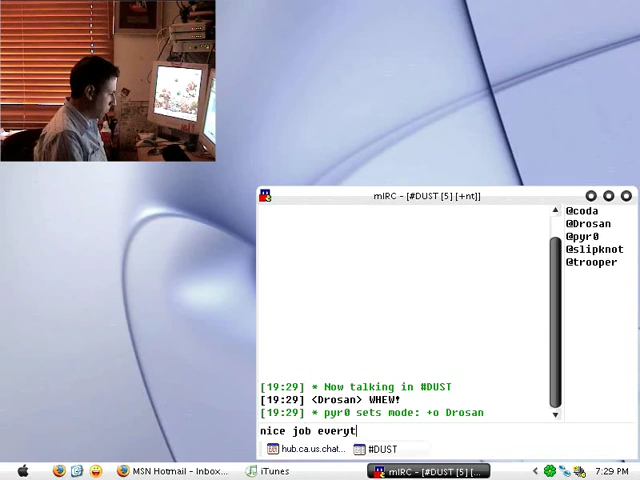 mIRC - [#DUST [5] [+nt]]
@coda
@Drosan
@pyr0
@slipknot
@trooper
[19:29] * Now talking in #DUST
[19:29] <Drosan> WHEW!
[19:29] * pyr0 sets mode: +o Drosan
nice job everyt
hub.ca.us.chat... #DUST
MSN Hotmail - Inbox... iTunes mIRC - [#DUST [5] [... 7:29 PM